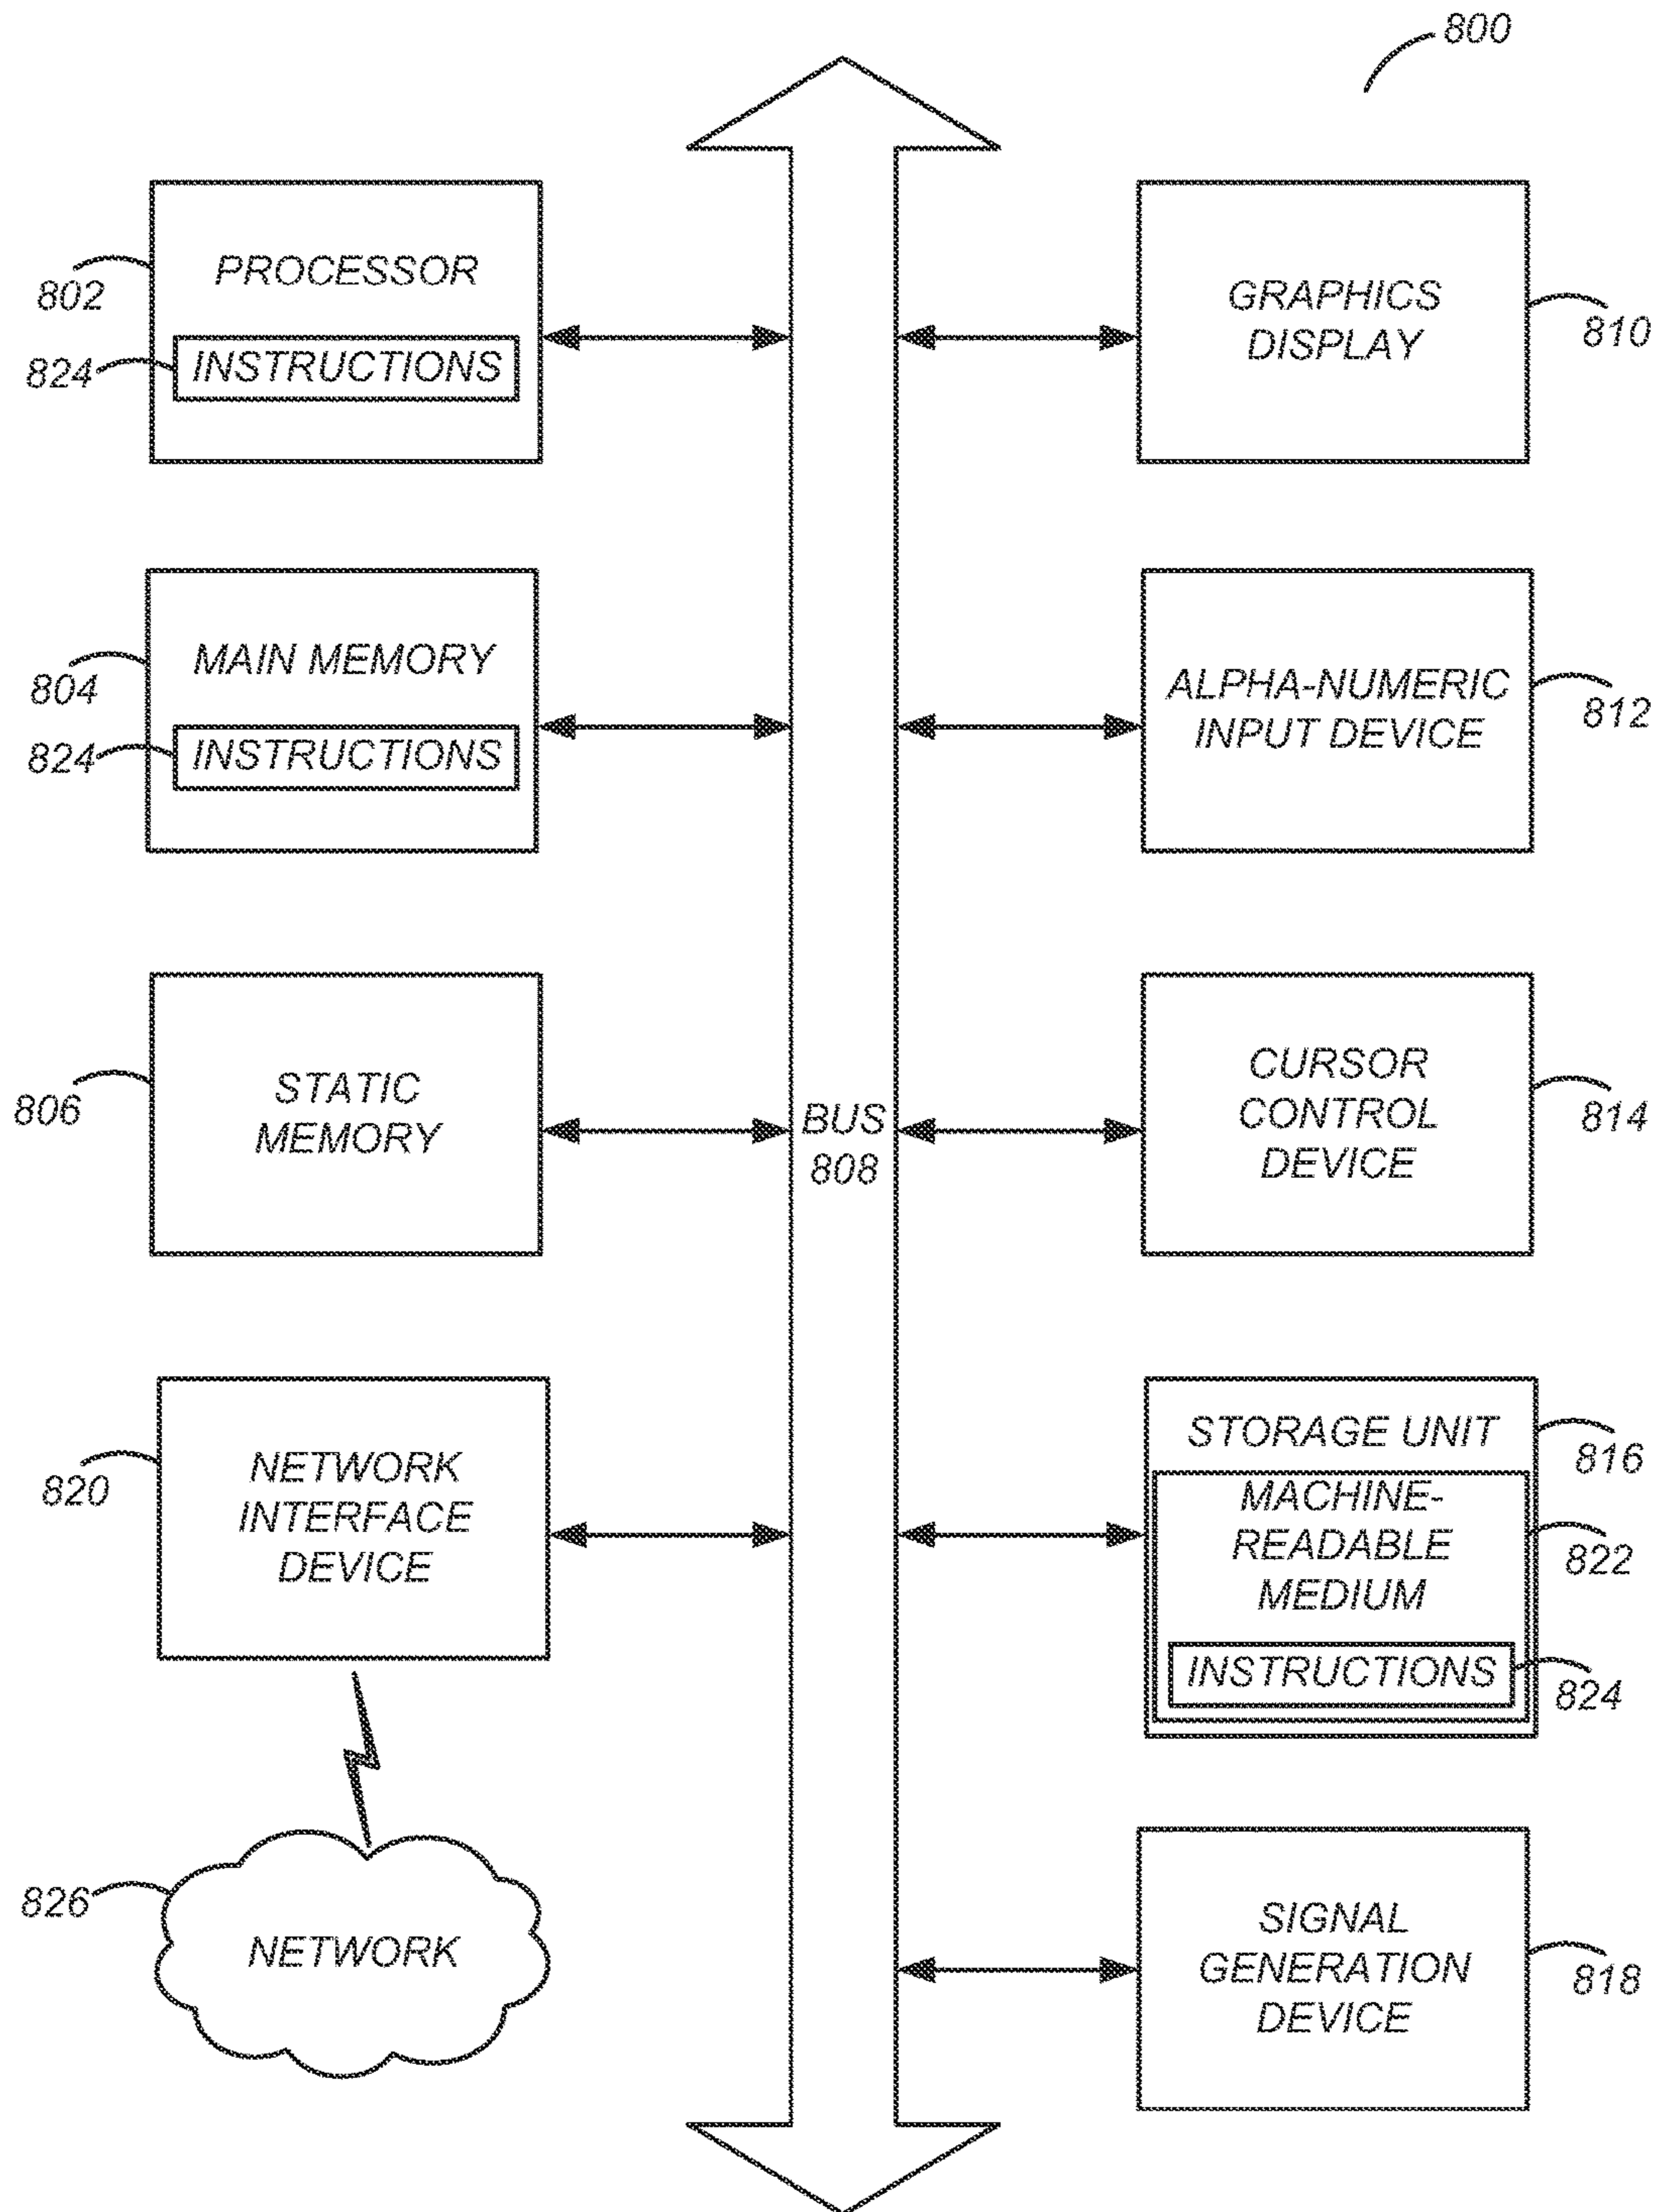 800
PROCESSOR
802
824
INSTRUCTIONS
GRAPHICS
DISPLAY
810
MAIN MEMORY
804
824
INSTRUCTIONS
ALPHA-NUMERIC
INPUT DEVICE
812
STATIC
MEMORY
806
BUS
808
CURSOR
CONTROL
DEVICE
814
NETWORK
INTERFACE
DEVICE
820
STORAGE UNIT
816
MACHINE-
READABLE
MEDIUM
822
INSTRUCTIONS
824
826
NETWORK
SIGNAL
GENERATION
DEVICE
818